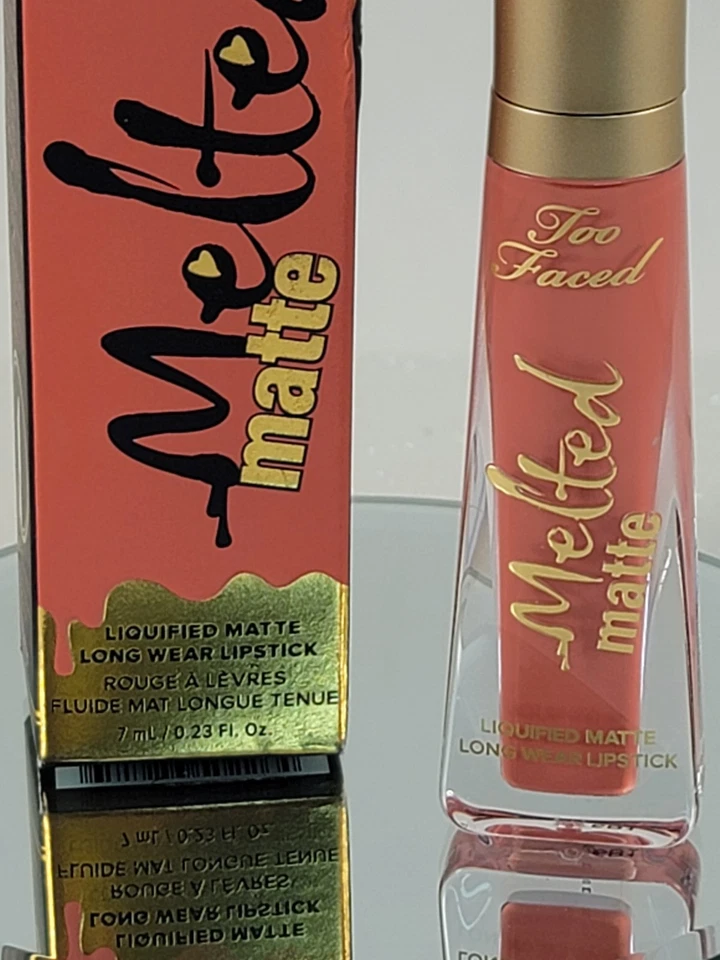 Melted
matte
LIQUIFIED MATTE
LONG WEAR LIPSTICK
ROUGE À LÈVRES
FLUIDE MAT LONGUE TENUE
7 mL / 0.23 Fl. Oz.
Too
Faced
Melted
matte
LIQUIFIED MATTE
LONG WEAR LIPSTICK